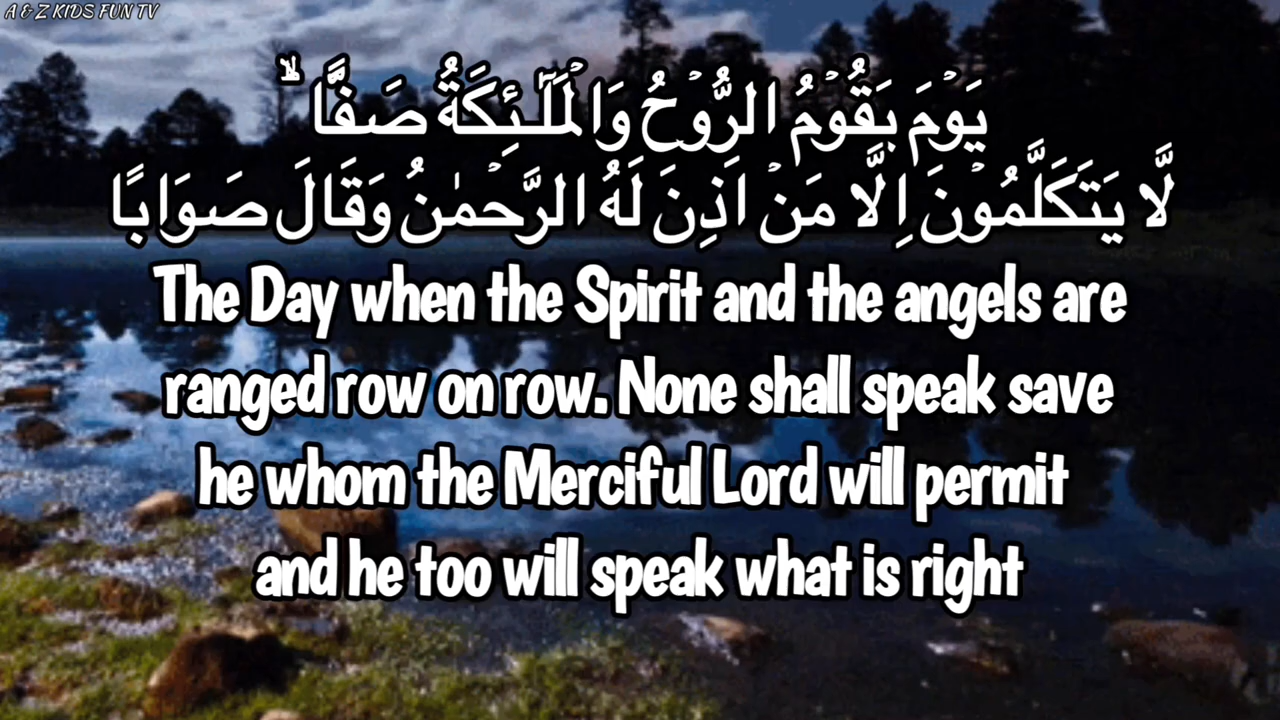 A & Z KIDS FUN TV
يَوْمَ يَقُوْمُ الرُّوْحُ وَالْمَلٰٓئِكَةُ صَفًّا ۙ
لَّا يَتَكَلَّمُوْنَ اِلَّا مَنْ اَذِنَ لَهُ الرَّحْمٰنُ وَقَالَ صَوَابًا
The Day when the Spirit and the angels are
ranged row on row. None shall speak save
he whom the Merciful Lord will permit
and he too will speak what is right